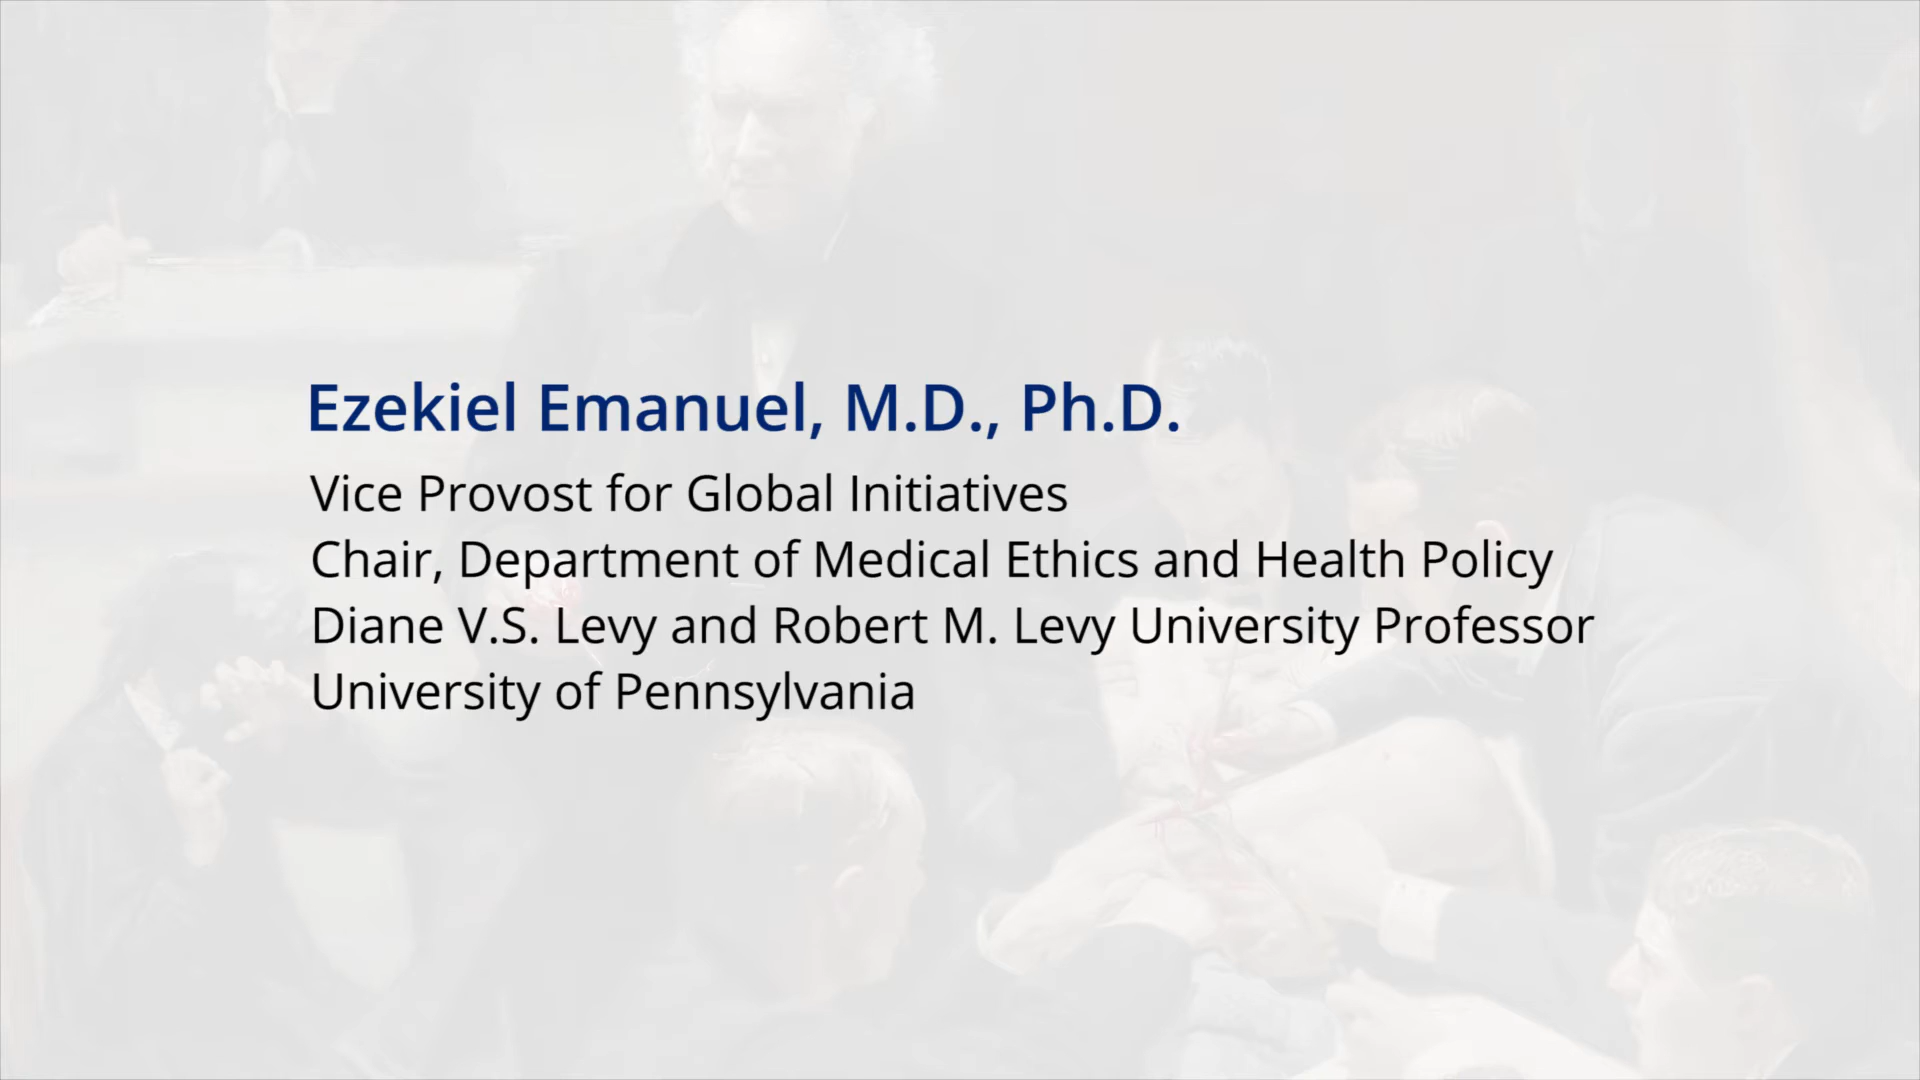 Ezekiel Emanuel, M.D., Ph.D.
Vice Provost for Global Initiatives
Chair, Department of Medical Ethics and Health Policy
Diane V.S. Levy and Robert M. Levy University Professor
University of Pennsylvania